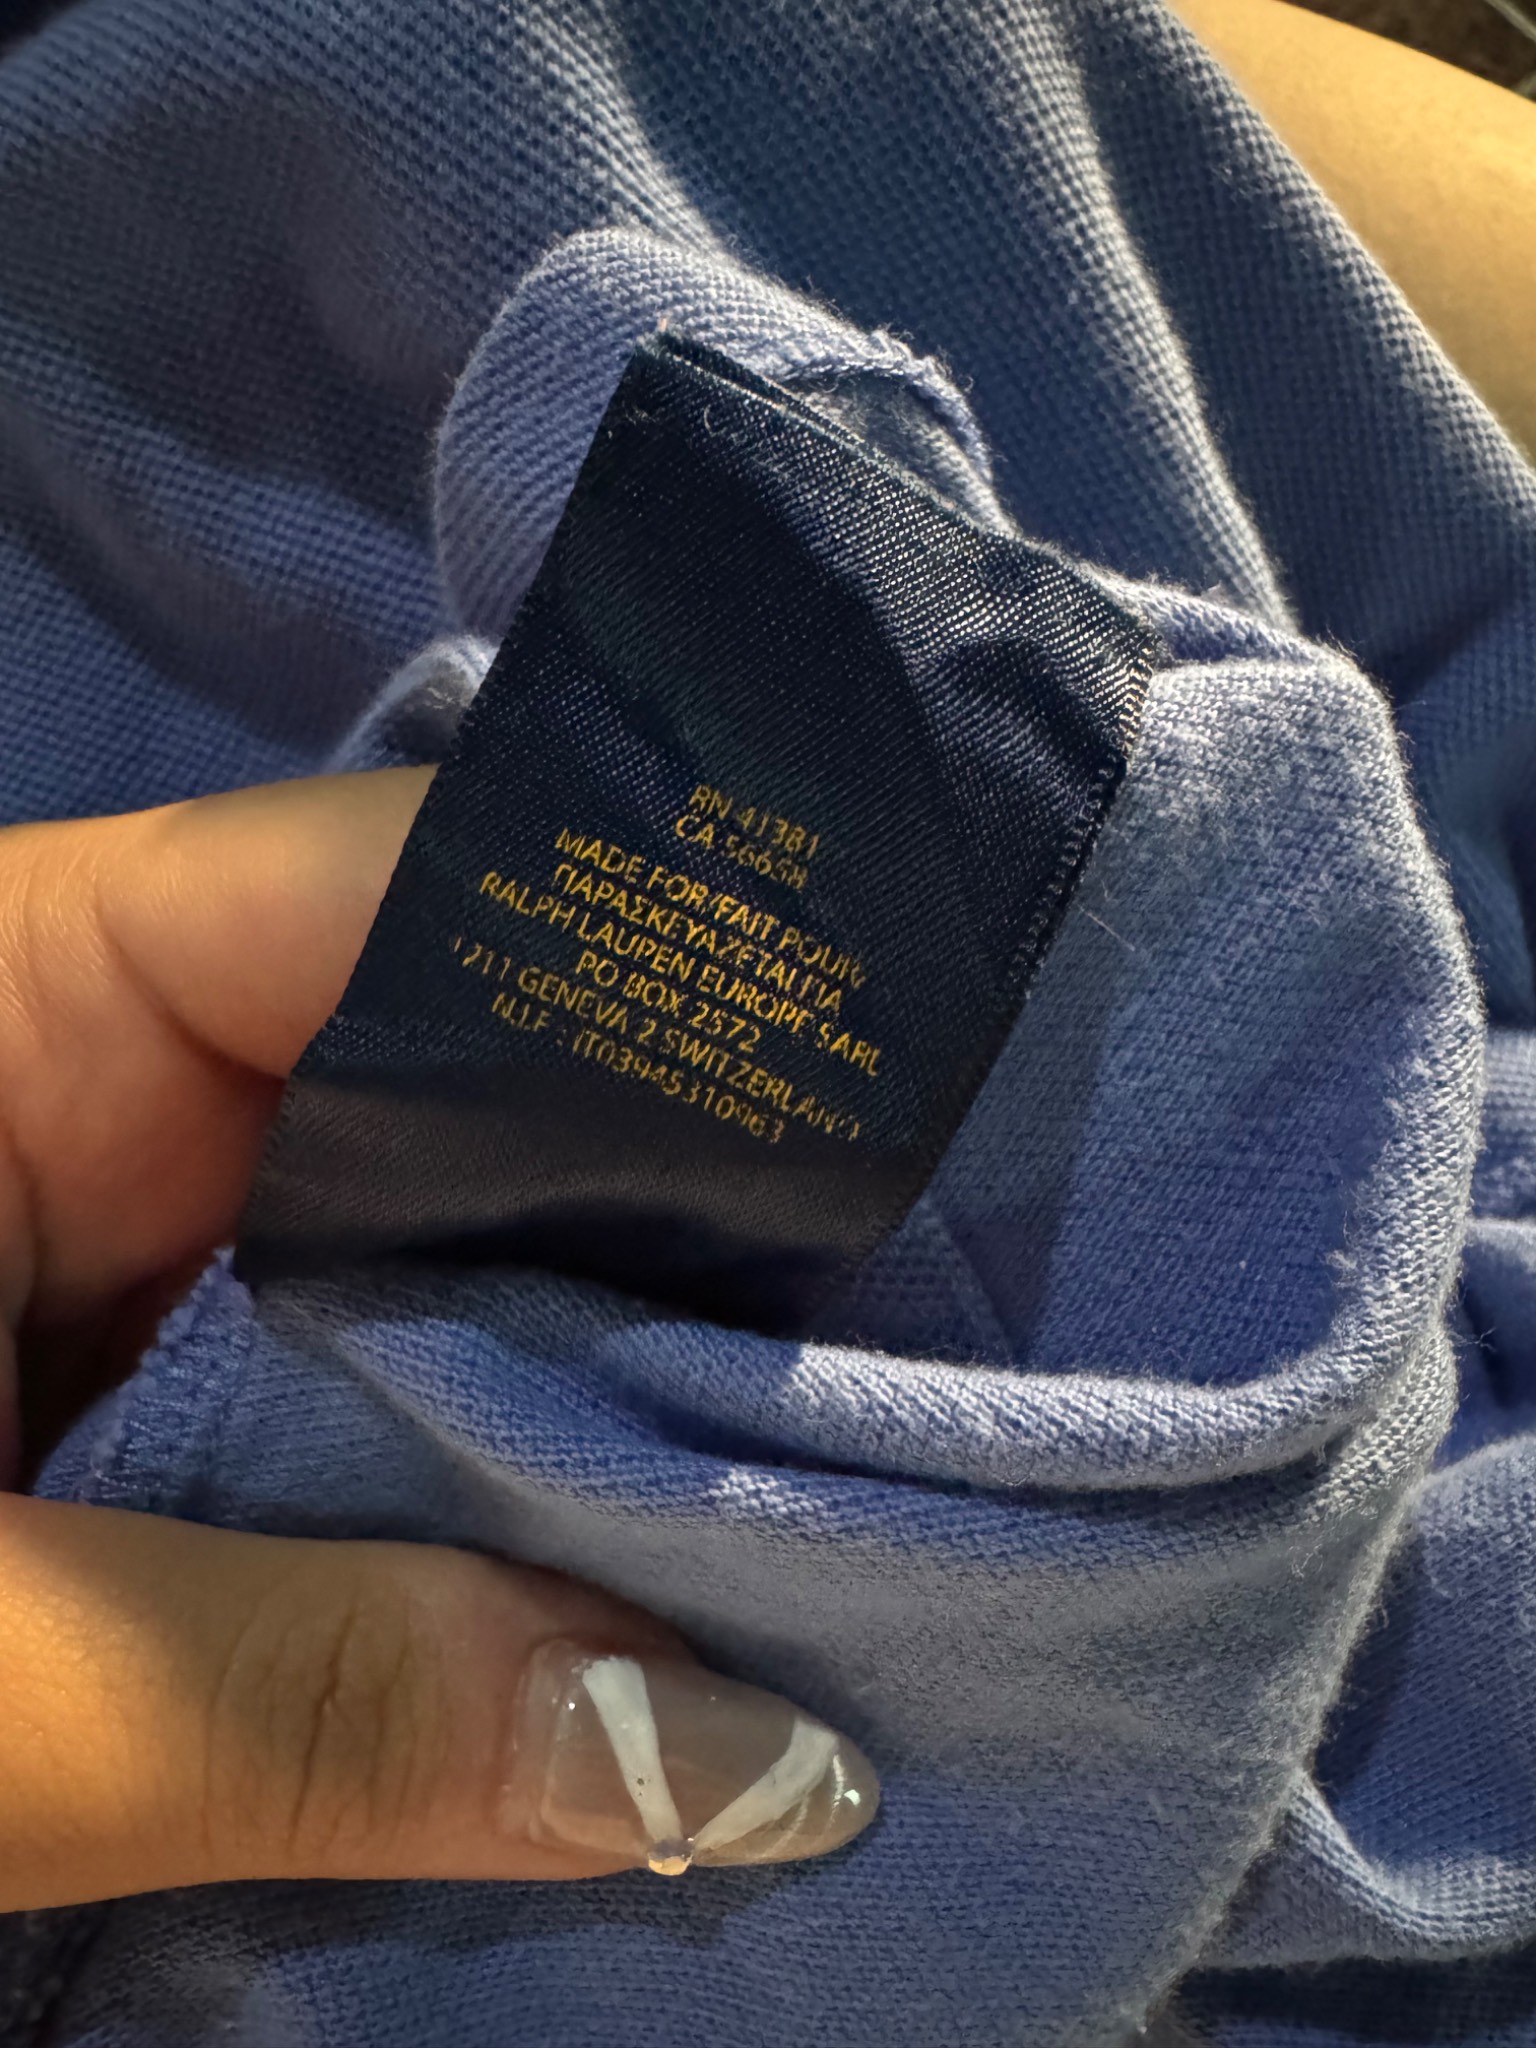 RN 41381
CA 56658
MADE FOR/FAIT POUR/
ΠΑΡΑΣΚΕΥΑΖΕΤΑΙ ΓΙΑ
RALPH LAUREN EUROPE SARL
PO BOX 2572
1211 GENEVA 2 SWITZERLAND
N.I.F : IT03945310963